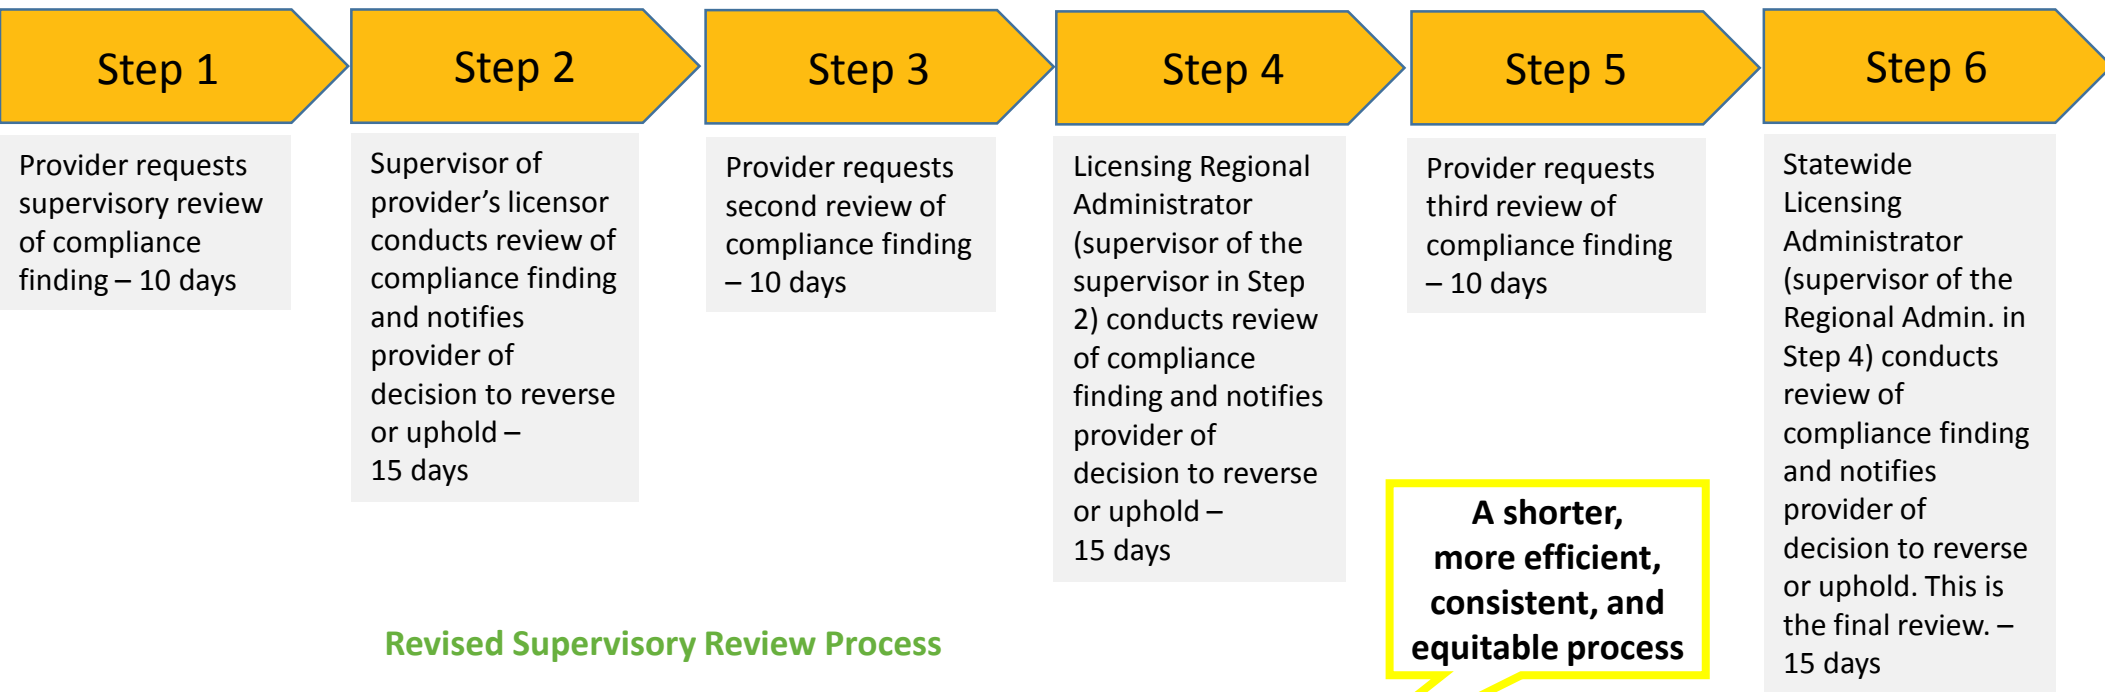 Step 1
Provider requests
supervisory review
of compliance
finding – 10 days
Step 2
Supervisor of
provider’s licensor
conducts review of
compliance finding
and notifies
provider of
decision to reverse
or uphold –
15 days
Step 3
Provider requests
second review of
compliance finding
– 10 days
Step 4
Licensing Regional
Administrator
(supervisor of the
supervisor in Step
2) conducts review
of compliance
finding and notifies
provider of
decision to reverse
or uphold –
15 days
Step 5
Provider requests
third review of
compliance finding
– 10 days
Step 6
Statewide
Licensing
Administrator
(supervisor of the
Regional Admin. in
Step 4) conducts
review of
compliance finding
and notifies
provider of
decision to reverse
or uphold. This is
the final review. –
15 days
A shorter,
more efficient,
consistent, and
equitable process
Revised Supervisory Review Process